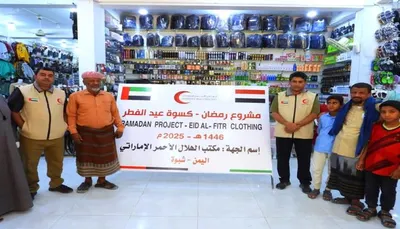 مشروع رمضان - كسوة عيد الفطر
RAMADAN PROJECT - EID AL- FITR CLOTHING
1446 هـ - 2025 م
إسم الجهة : مكتب الهلال الأحمر الإماراتي
اليمن - شبوة